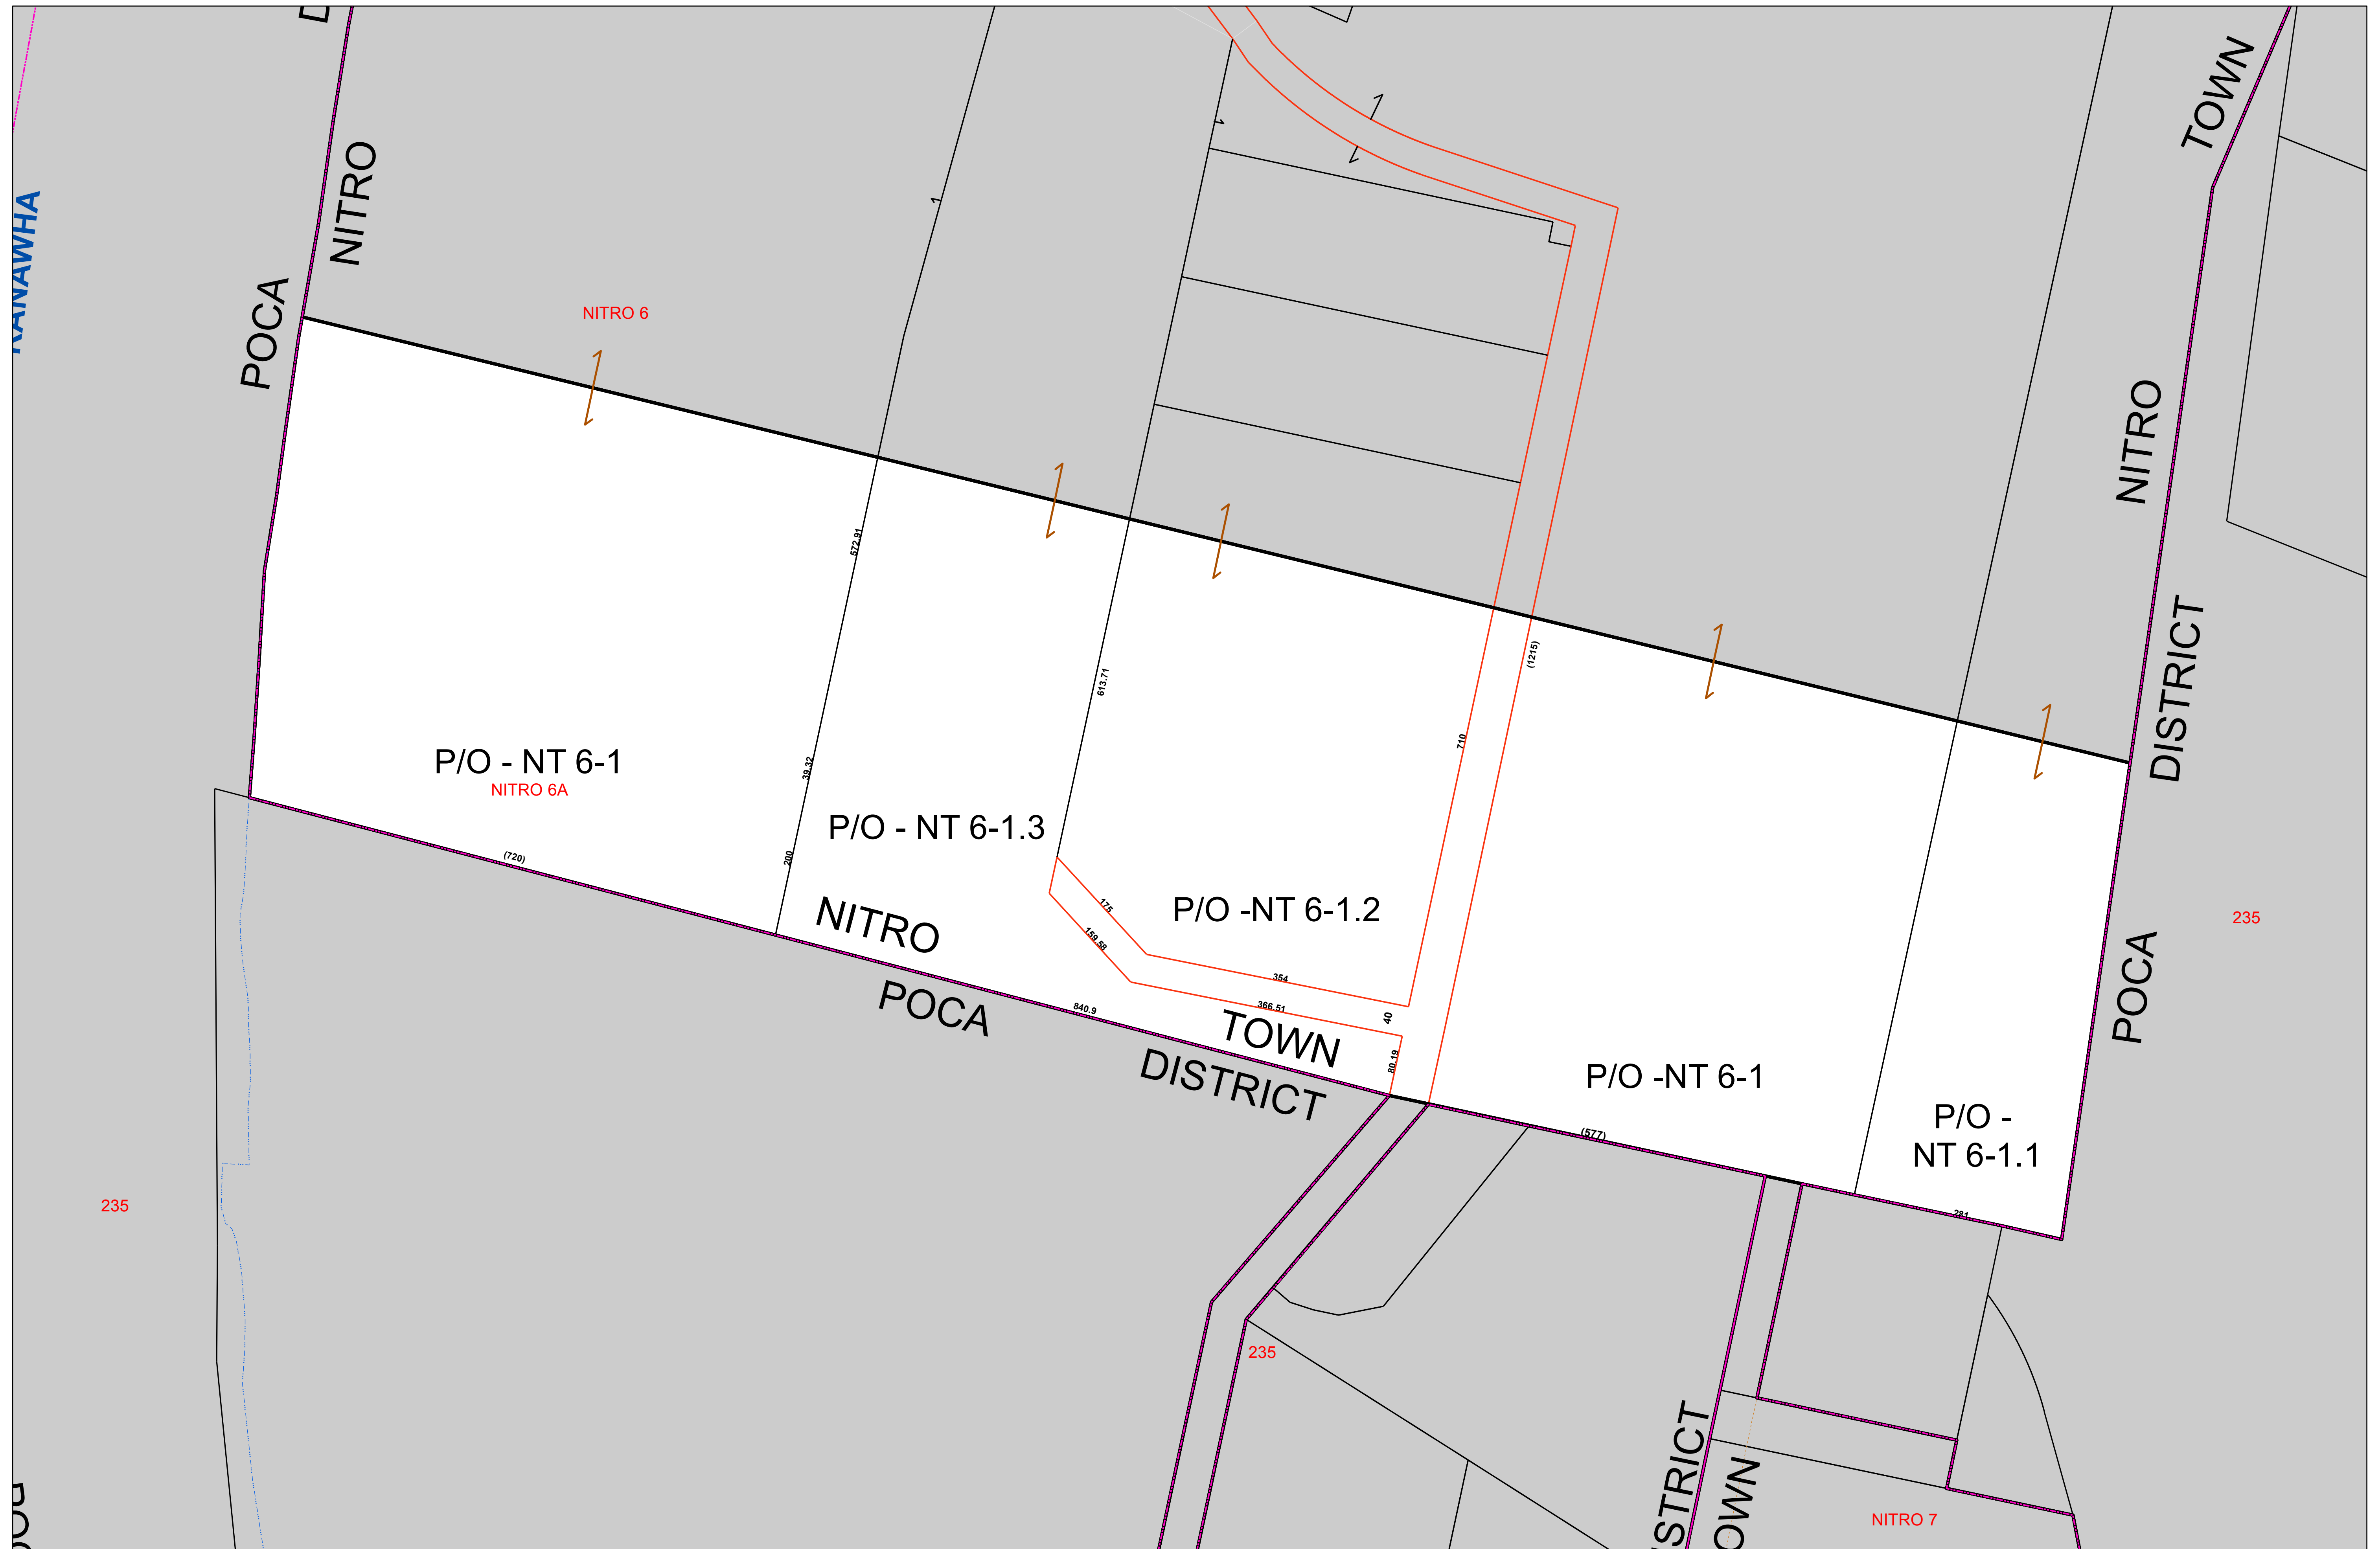 TOWN
NITRO
KANAWHA
POCA
NITRO 6
NITRO
572.91
DISTRICT
(1215)
613.71
710
P/O - NT 6-1
NITRO 6A
39.32
P/O - NT 6-1.3
(720)
200
175
P/O -NT 6-1.2
235
NITRO
159.58
354
POCA
840.9
366.51
40
TOWN
80.19
DISTRICT
P/O -NT 6-1
POCA
P/O -
NT 6-1.1
(577)
235
281
235
NITRO 7